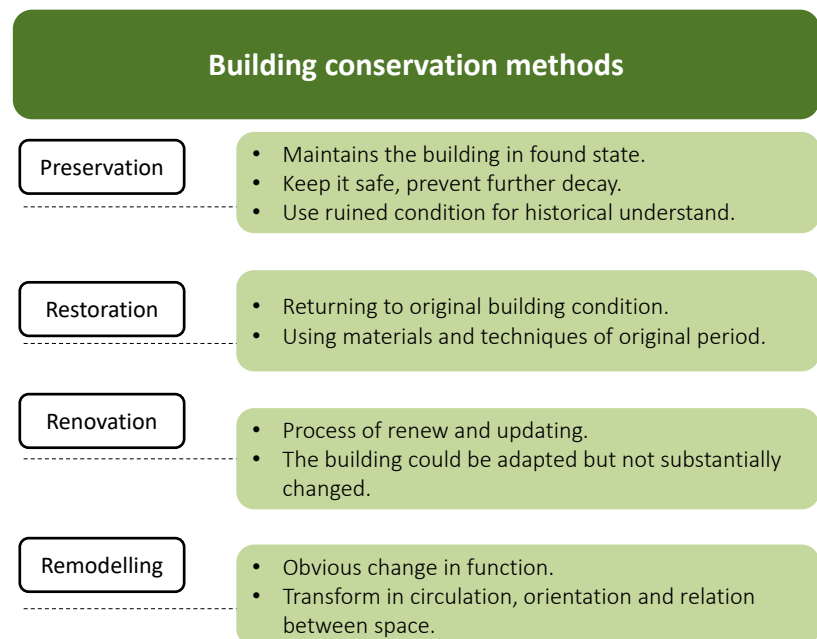 Building conservation methods
Preservation
• Maintains the building in found state.
• Keep it safe, prevent further decay.
• Use ruined condition for historical understand.
Restoration
• Returning to original building condition.
• Using materials and techniques of original period.
Renovation
• Process of renew and updating.
• The building could be adapted but not substantially
changed.
Remodelling
• Obvious change in function.
• Transform in circulation, orientation and relation
between space.